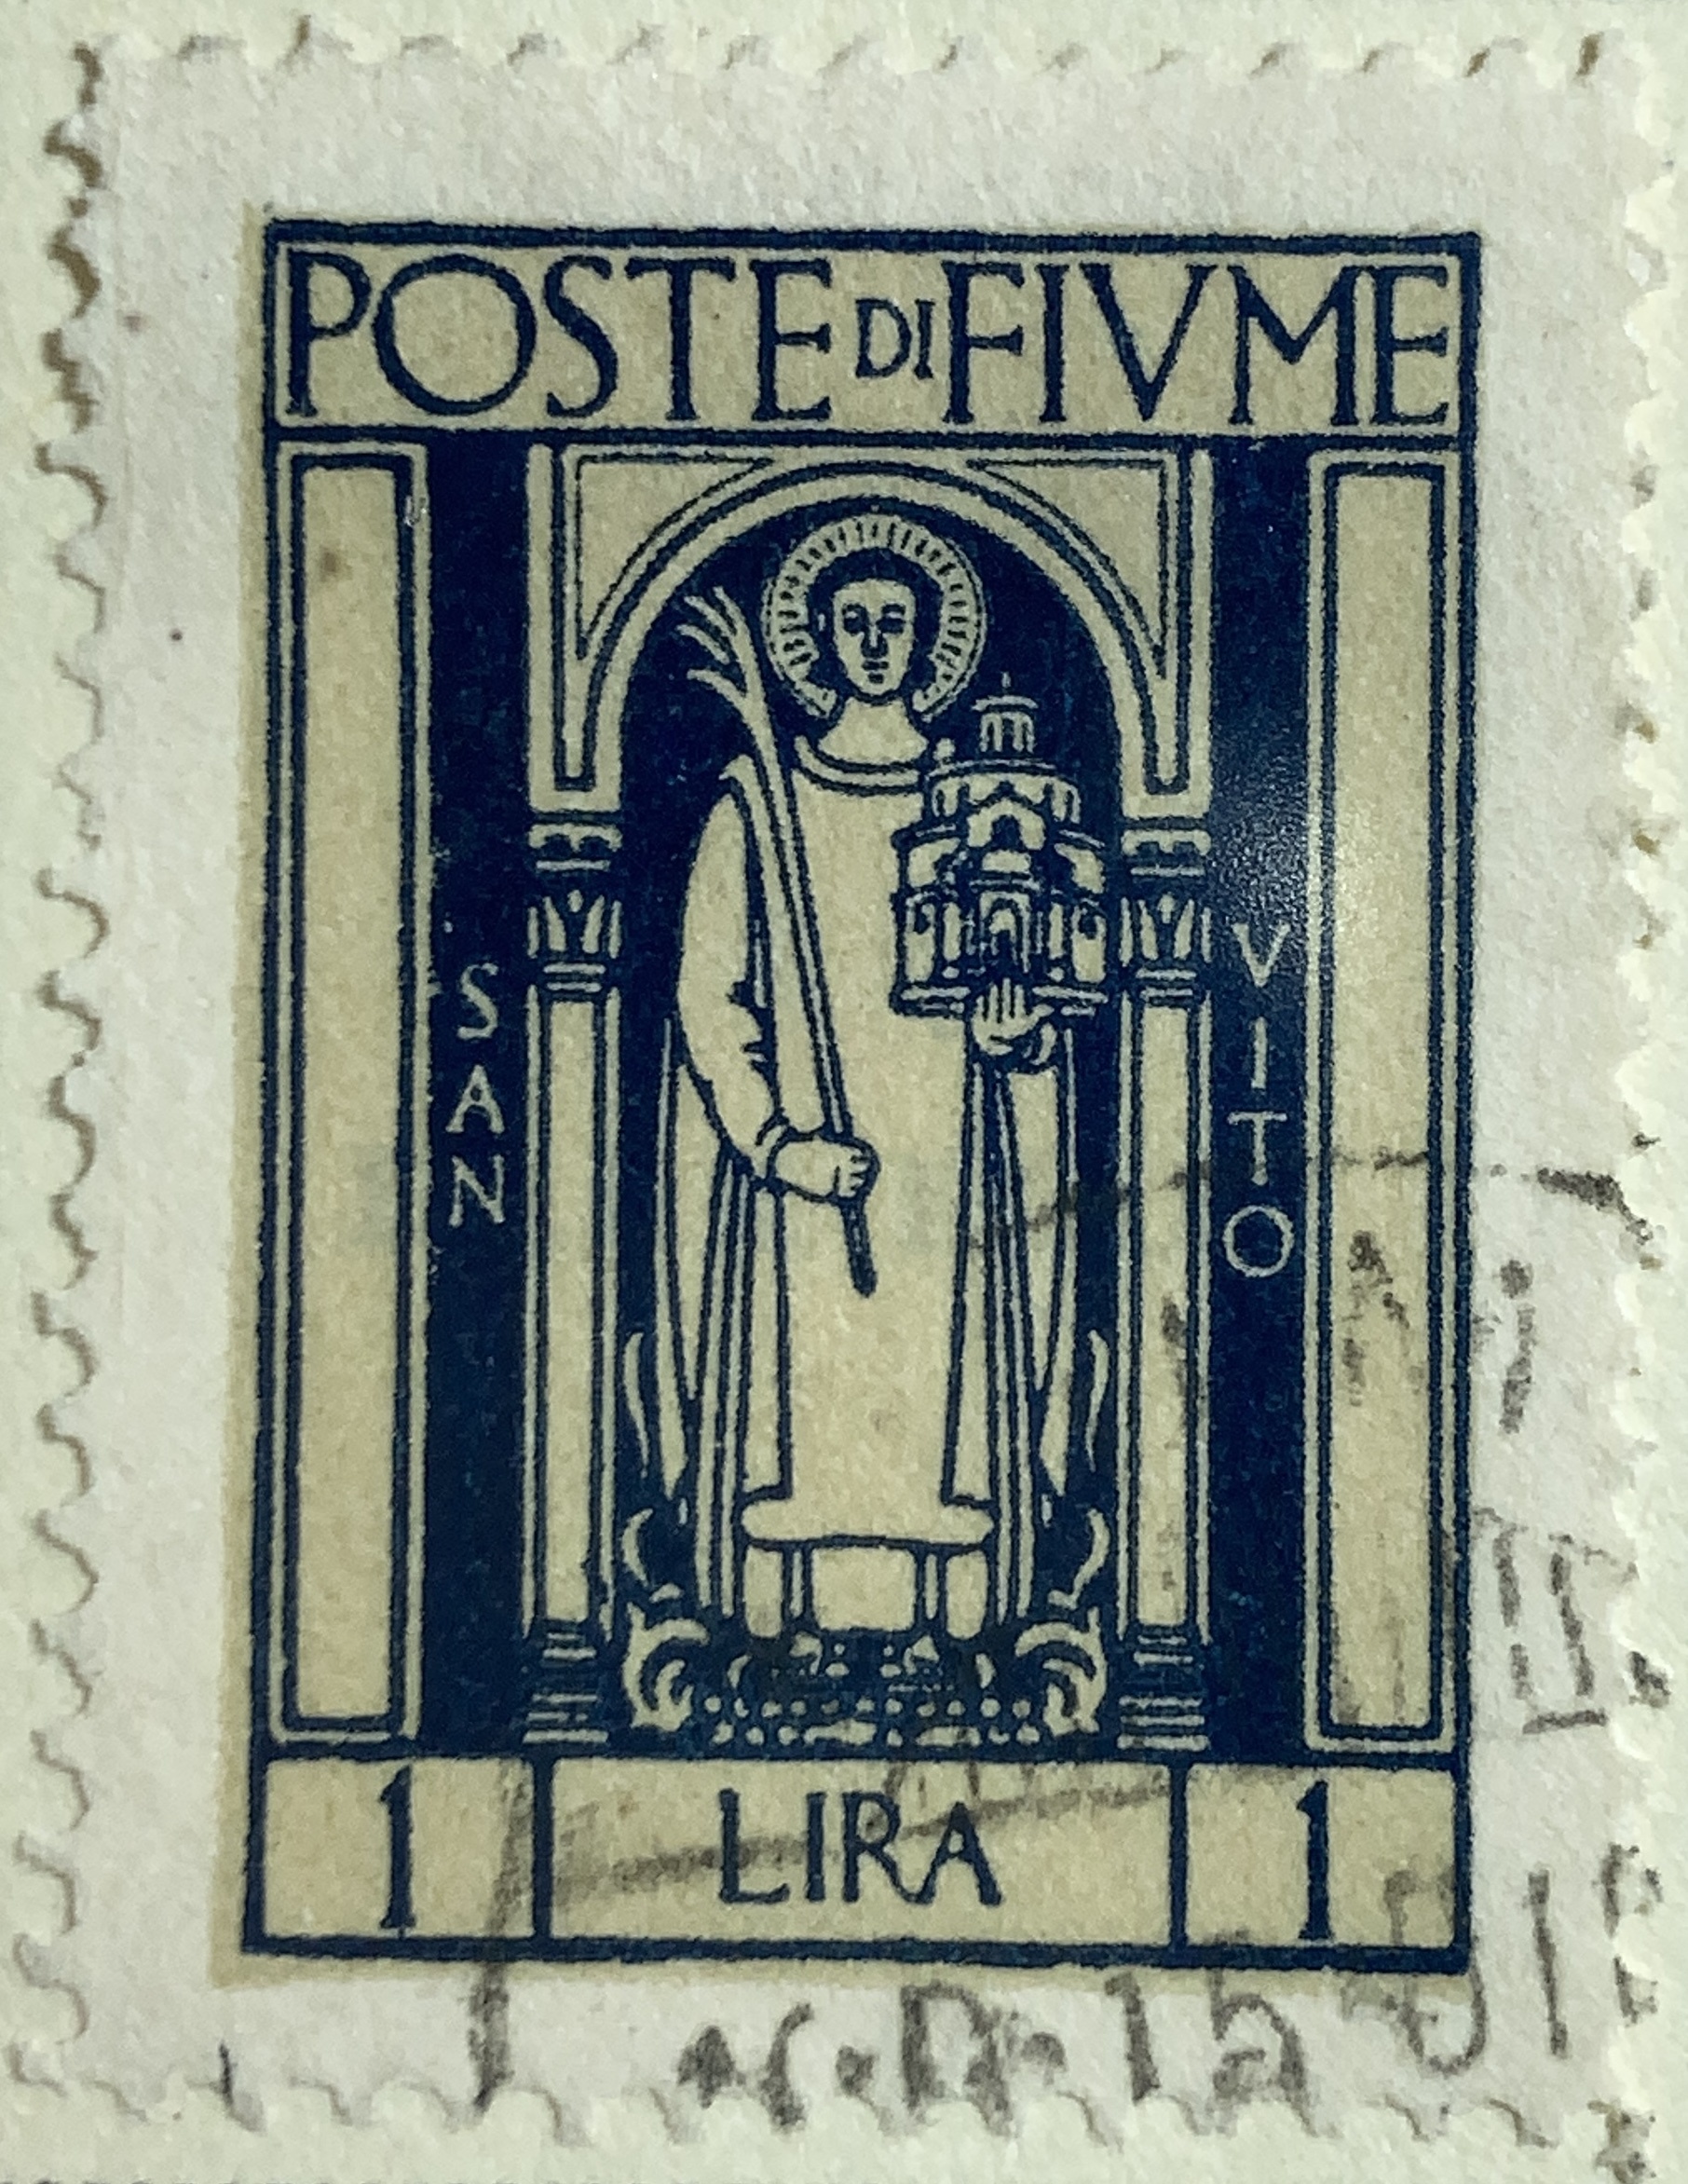 POSTE DI FIVME
SAN
VITO
1 LIRA 1